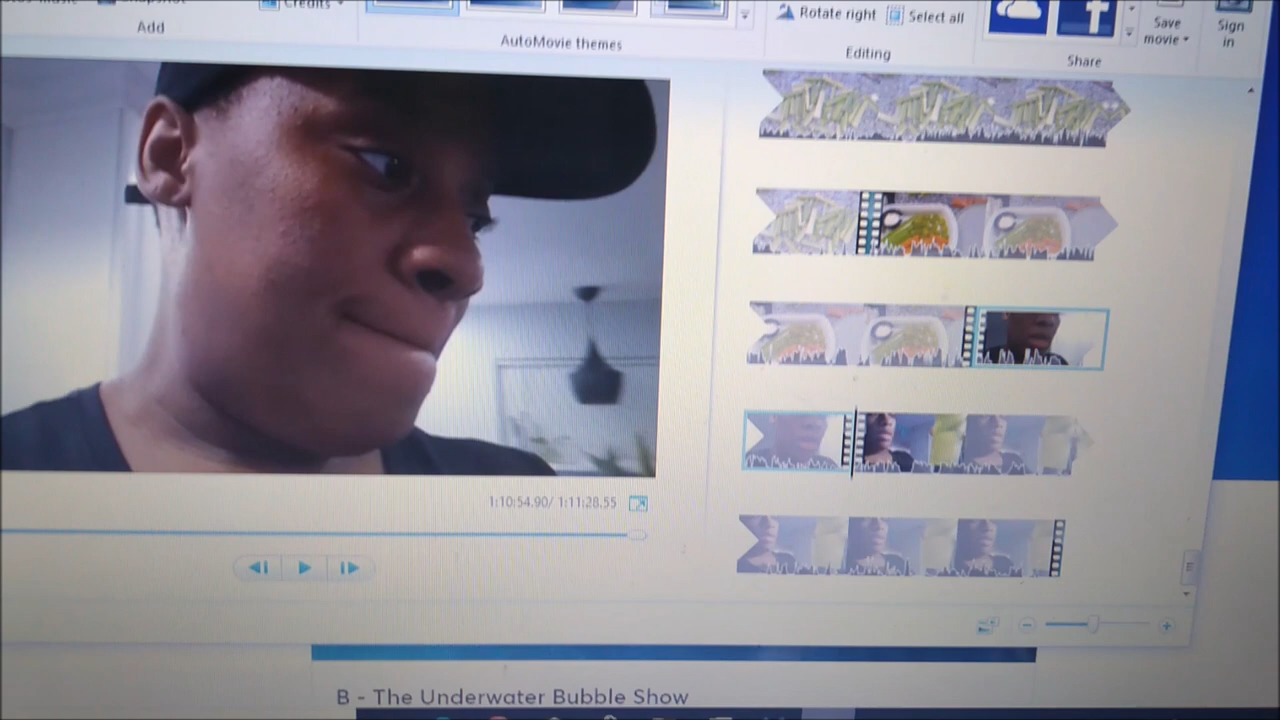 Credits
Add
AutoMovie themes
Rotate right
Select all
Editing
Share
Save
movie
Sign
in
1:10:54.90/ 1:11:28.55
B - The Underwater Bubble Show